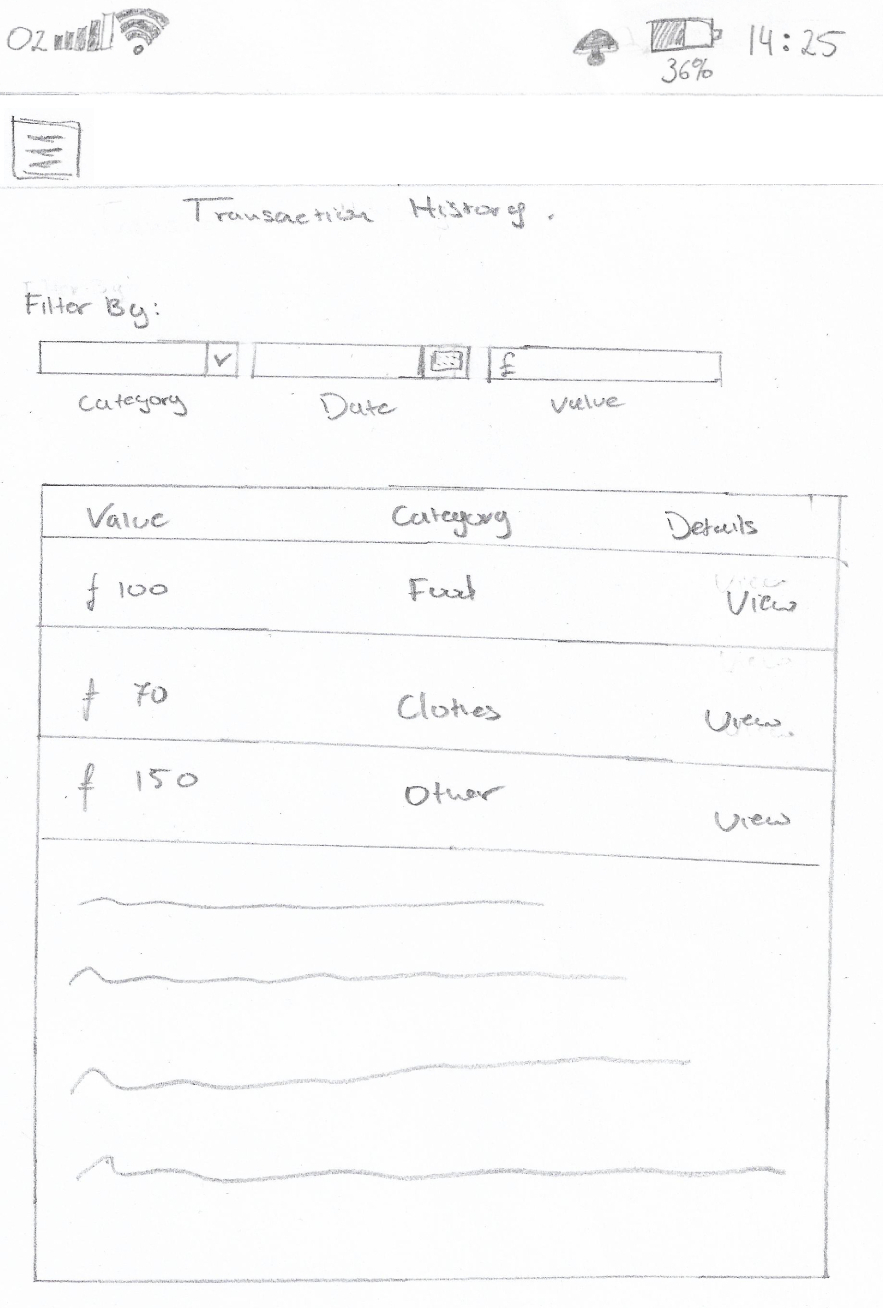 O2 14:25
36%
Transaction History.
Filter By:
£
Category Date Value
Value Category Details
£ 100 Food View
£ 70 Clothes View.
£ 150 Other View